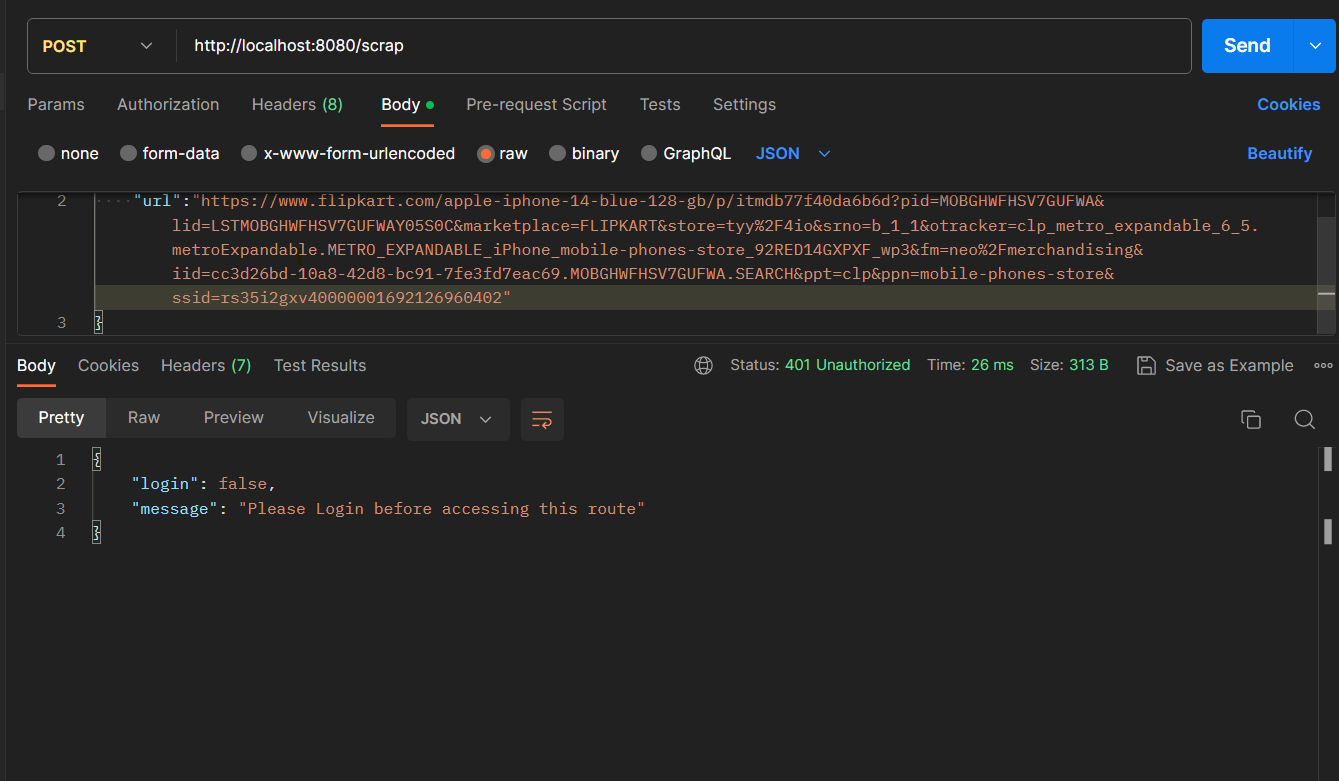 POST http://localhost:8080/scrap Send
Params Authorization Headers (8) Body Pre-request Script Tests Settings Cookies
none form-data x-www-form-urlencoded raw binary GraphQL JSON Beautify
2 "url":"https://www.flipkart.com/apple-iphone-14-blue-128-gb/p/itmdb77f40da6b6d?pid=MOBGHWFHSV7GUFWA&
lid=LSTMOBGHWFHSV7GUFWAY05S0C&marketplace=FLIPKART&store=tyy%2F4io&srno=b_1_1&otracker=clp_metro_expandable_6_5.
metroExpandable.METRO_EXPANDABLE_iPhone_mobile-phones-store_92RED14GXPXF_wp3&fm=neo%2Fmerchandising&
iid=cc3d26bd-10a8-42d8-bc91-7fe3fd7eac69.MOBGHWFHSV7GUFWA.SEARCH&ppt=clp&ppn=mobile-phones-store&
ssid=rs35i2gxv40000001692126960402"
3 }
Body Cookies Headers (7) Test Results Status: 401 Unauthorized Time: 26 ms Size: 313 B Save as Example
Pretty Raw Preview Visualize JSON
1 {
2 "login": false,
3 "message": "Please Login before accessing this route"
4 }